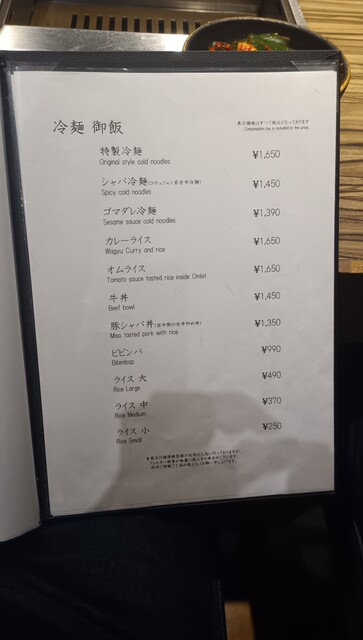 冷麺 御飯
表示価格はすべて税込となっております
Consumption tax is included in the price.
特製冷麺 ¥1,650
Original style cold noodles
シャバ冷麺 ¥1,450
Spicy cold noodles
ゴマダレ冷麺 ¥1,390
Sesame sauce cold noodles
カレーライス ¥1,650
Wagyu Curry and rice
オムライス ¥1,650
Tomato sauce tasted rice inside Omlet
牛丼 ¥1,450
Beef bowl
豚シャバ丼 ¥1,350
Miso tasted pork with rice
ビビンバ ¥990
Bibimbap
ライス 大 ¥490
Rice Large
ライス 中 ¥370
Rice Medium
ライス 小 ¥250
Rice Small